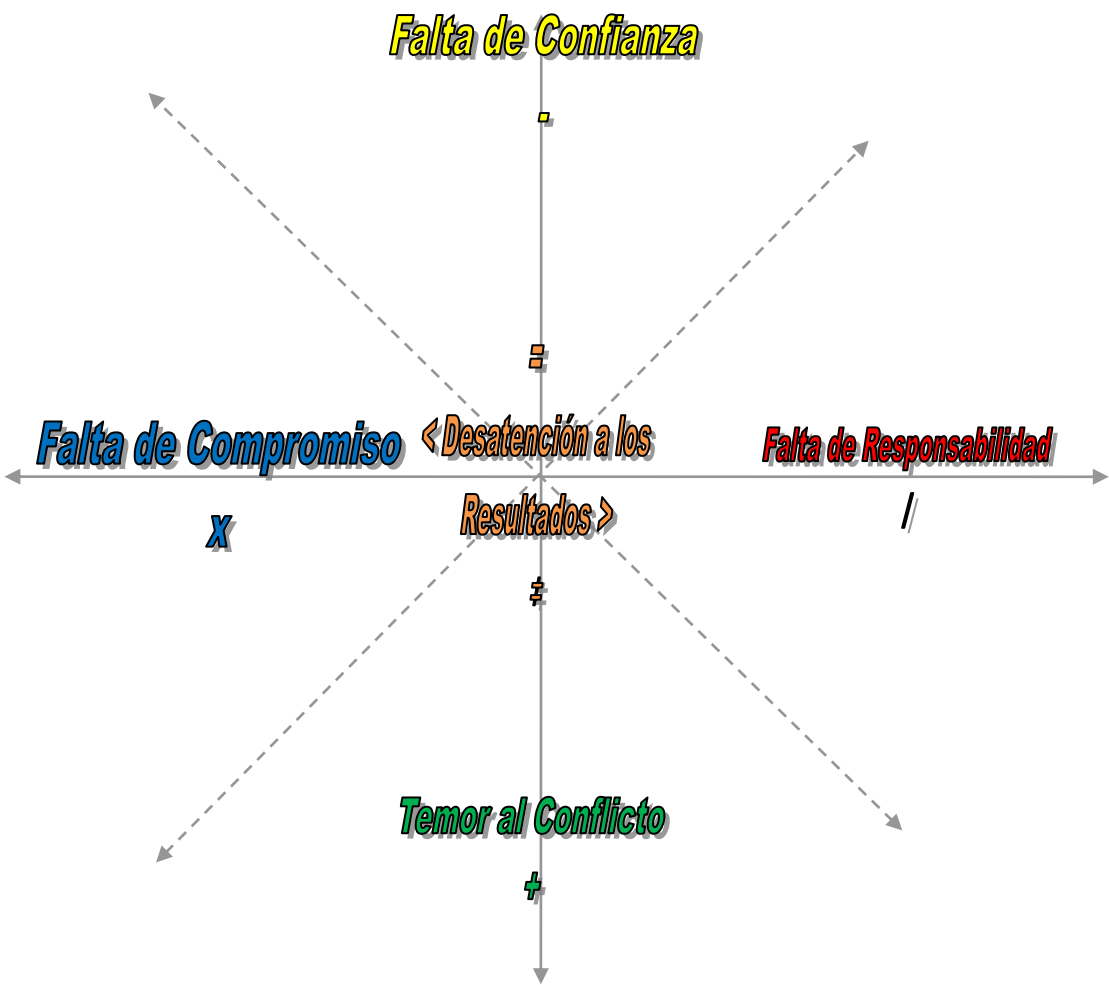 Falta de Confianza
-
=
Falta de Compromiso
< Desatención a los
Falta de Responsabilidad
Resultados >
x
/
≠
Temor al Conflicto
+